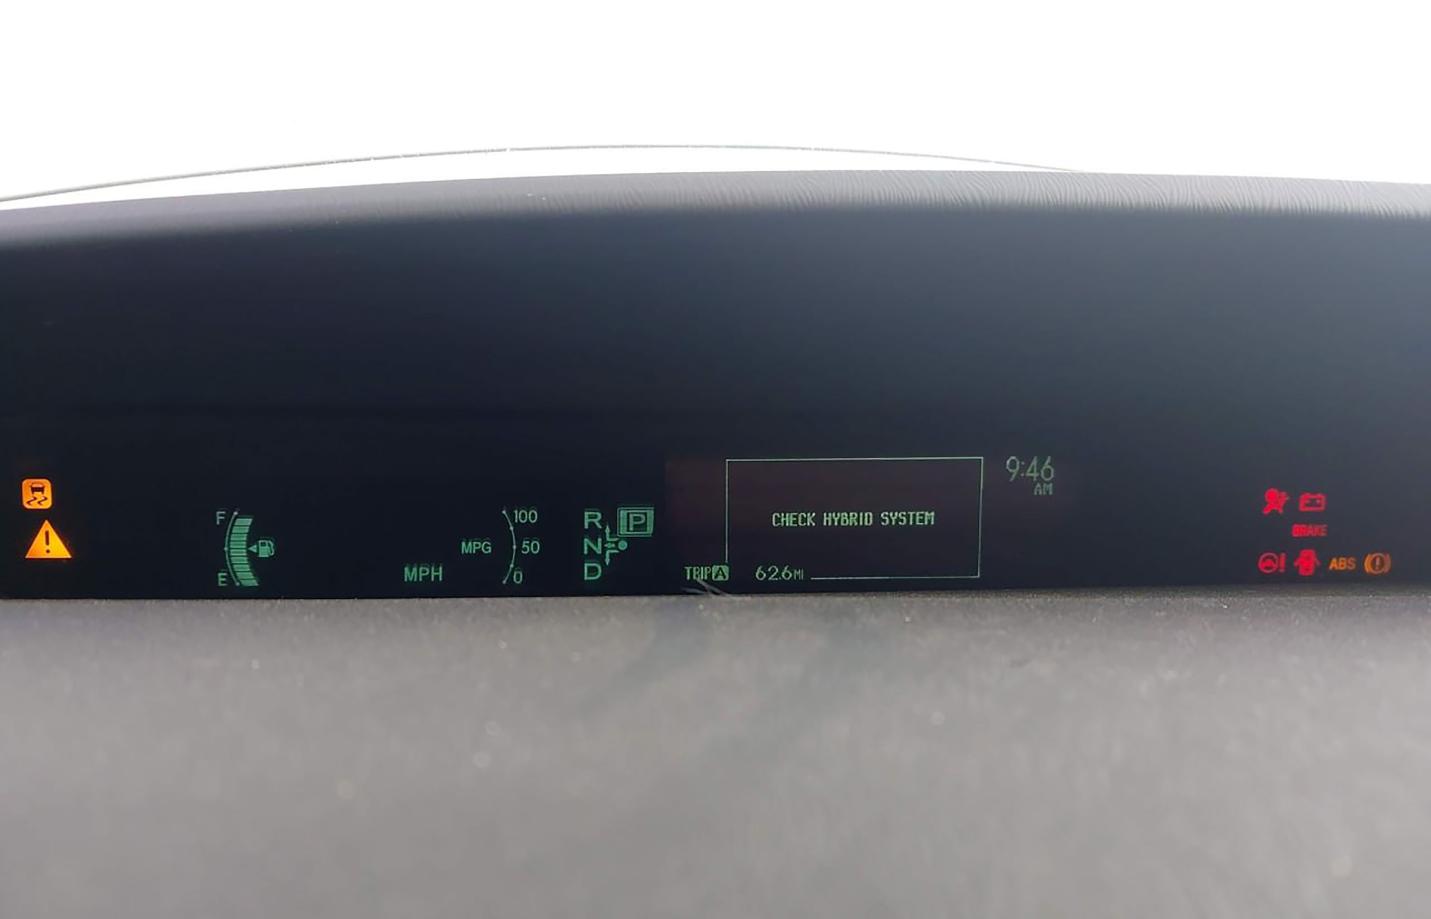 9:46
AM
F
E
MPH
MPG
100
50
0
R
P
N
D
CHECK HYBRID SYSTEM
TRIP A 62.6 MI
BRAKE
! ABS